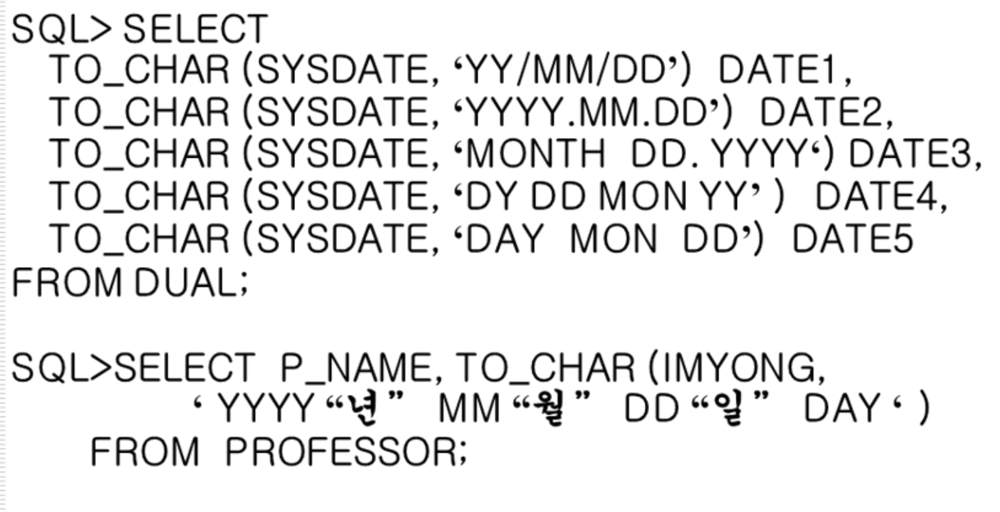 SQL> SELECT
TO_CHAR (SYSDATE, ‘YY/MM/DD’) DATE1,
TO_CHAR (SYSDATE, ‘YYYY.MM.DD’) DATE2,
TO_CHAR (SYSDATE, ‘MONTH DD. YYYY‘) DATE3,
TO_CHAR (SYSDATE, ‘DY DD MON YY’ ) DATE4,
TO_CHAR (SYSDATE, ‘DAY MON DD’) DATE5
FROM DUAL;
SQL>SELECT P_NAME, TO_CHAR (IMYONG,
‘ YYYY “년” MM “월” DD “일” DAY ‘ )
FROM PROFESSOR;